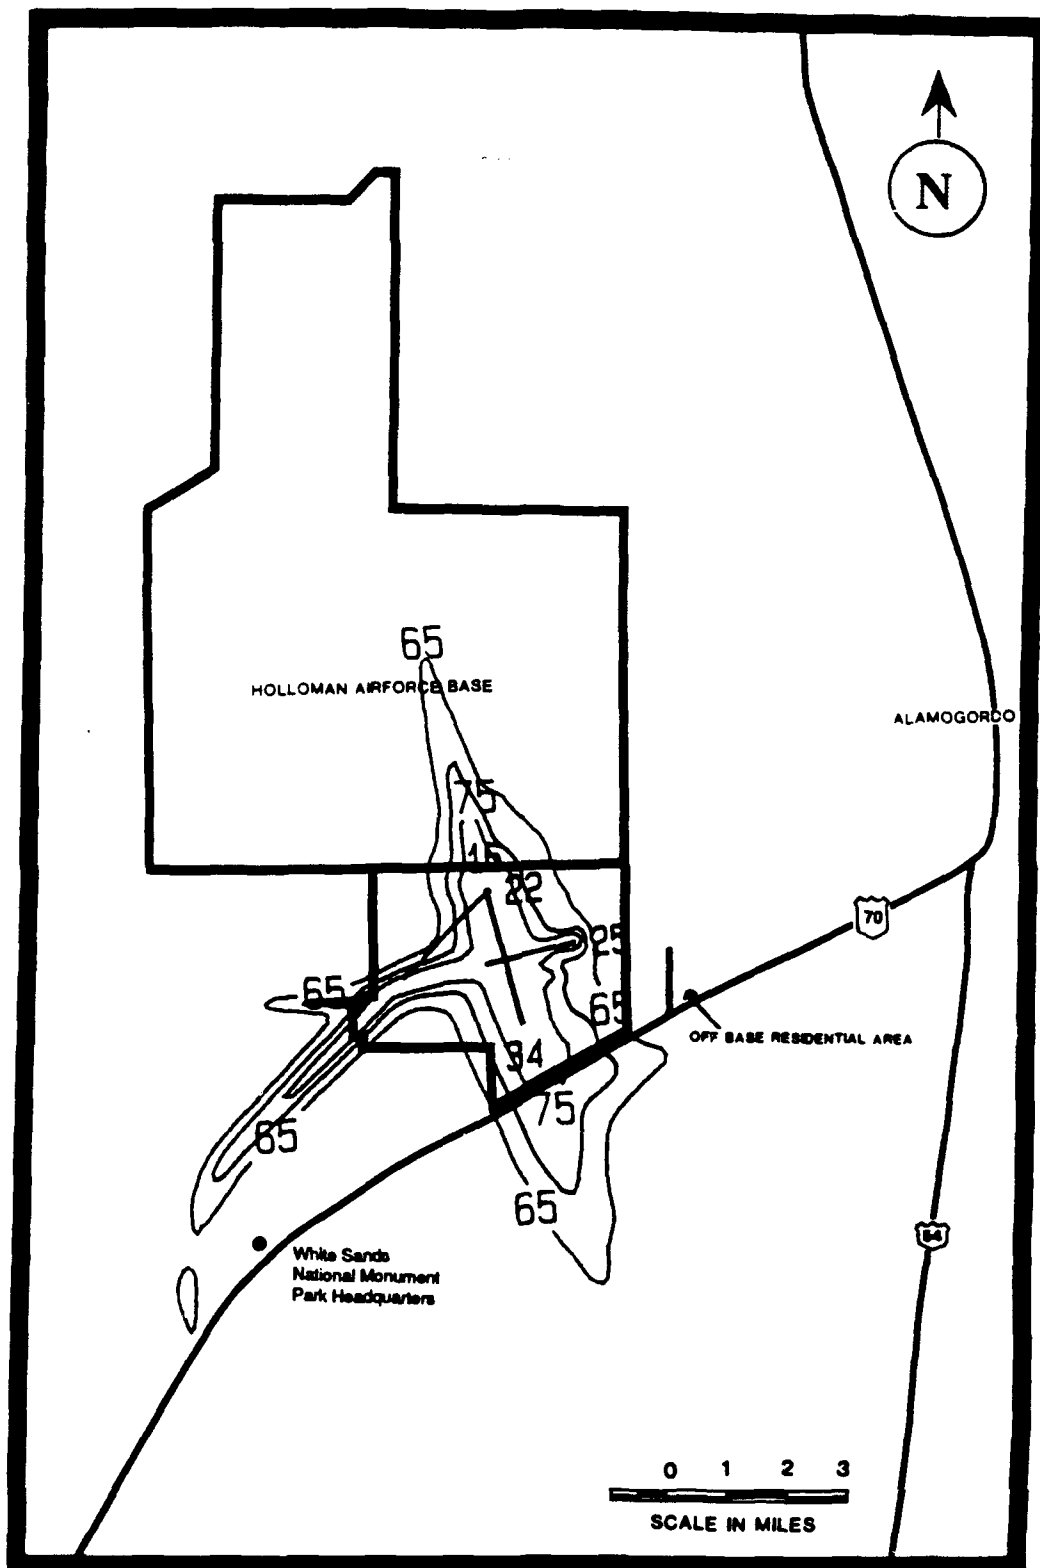 N
65
HOLLOMAN AIRFORCE BASE
ALAMOGORDO
75
15
22
25
70
65
65
OFF BASE RESIDENTIAL AREA
34
75
65
65
54
White Sands
National Monument
Park Headquarters
0 1 2 3
SCALE IN MILES